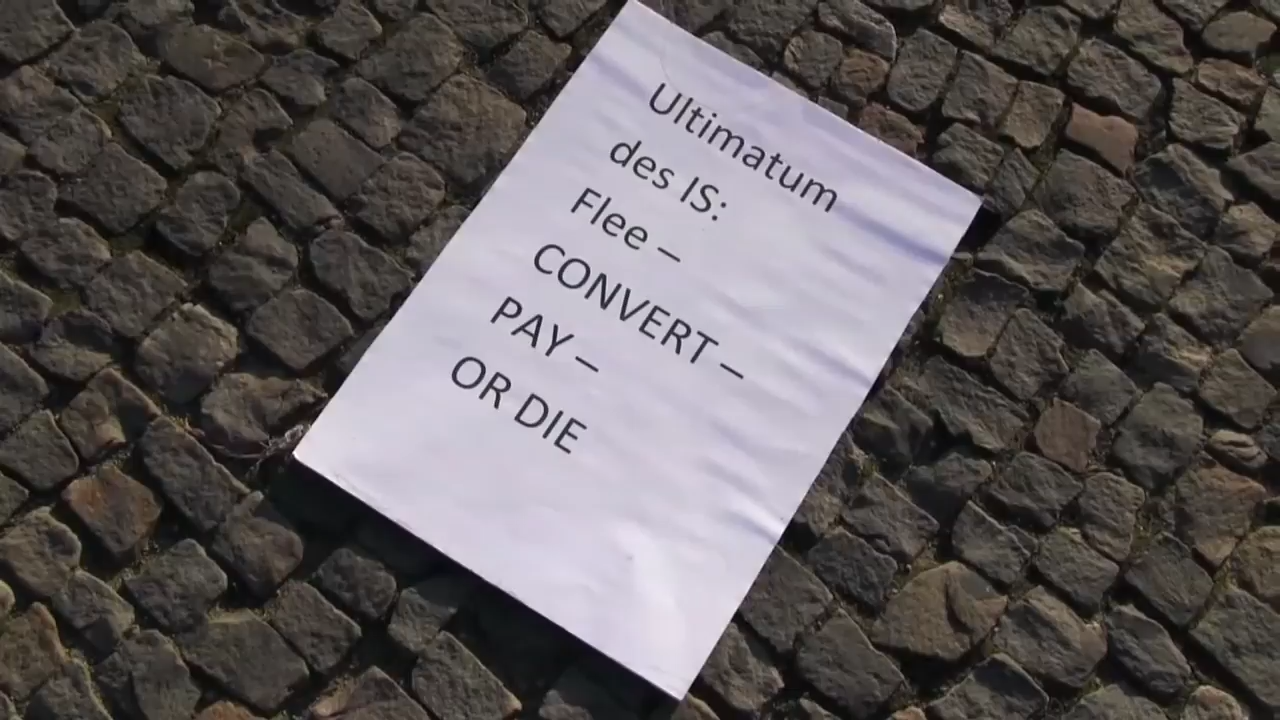 Ultimatum
des IS:
Flee –
CONVERT –
PAY –
OR DIE